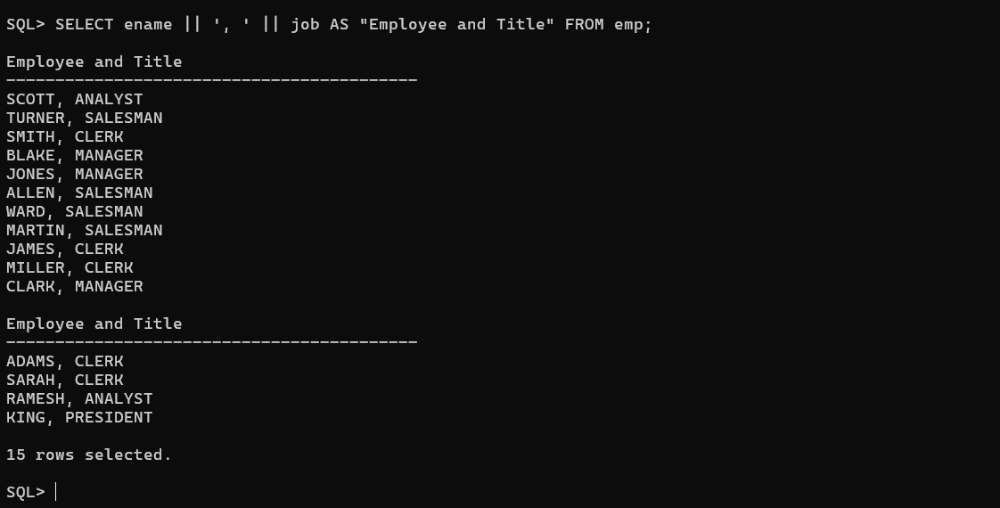 SQL> SELECT ename || ', ' || job AS "Employee and Title" FROM emp;
Employee and Title
------------------------------------------
SCOTT, ANALYST
TURNER, SALESMAN
SMITH, CLERK
BLAKE, MANAGER
JONES, MANAGER
ALLEN, SALESMAN
WARD, SALESMAN
MARTIN, SALESMAN
JAMES, CLERK
MILLER, CLERK
CLARK, MANAGER
Employee and Title
------------------------------------------
ADAMS, CLERK
SARAH, CLERK
RAMESH, ANALYST
KING, PRESIDENT
15 rows selected.
SQL>